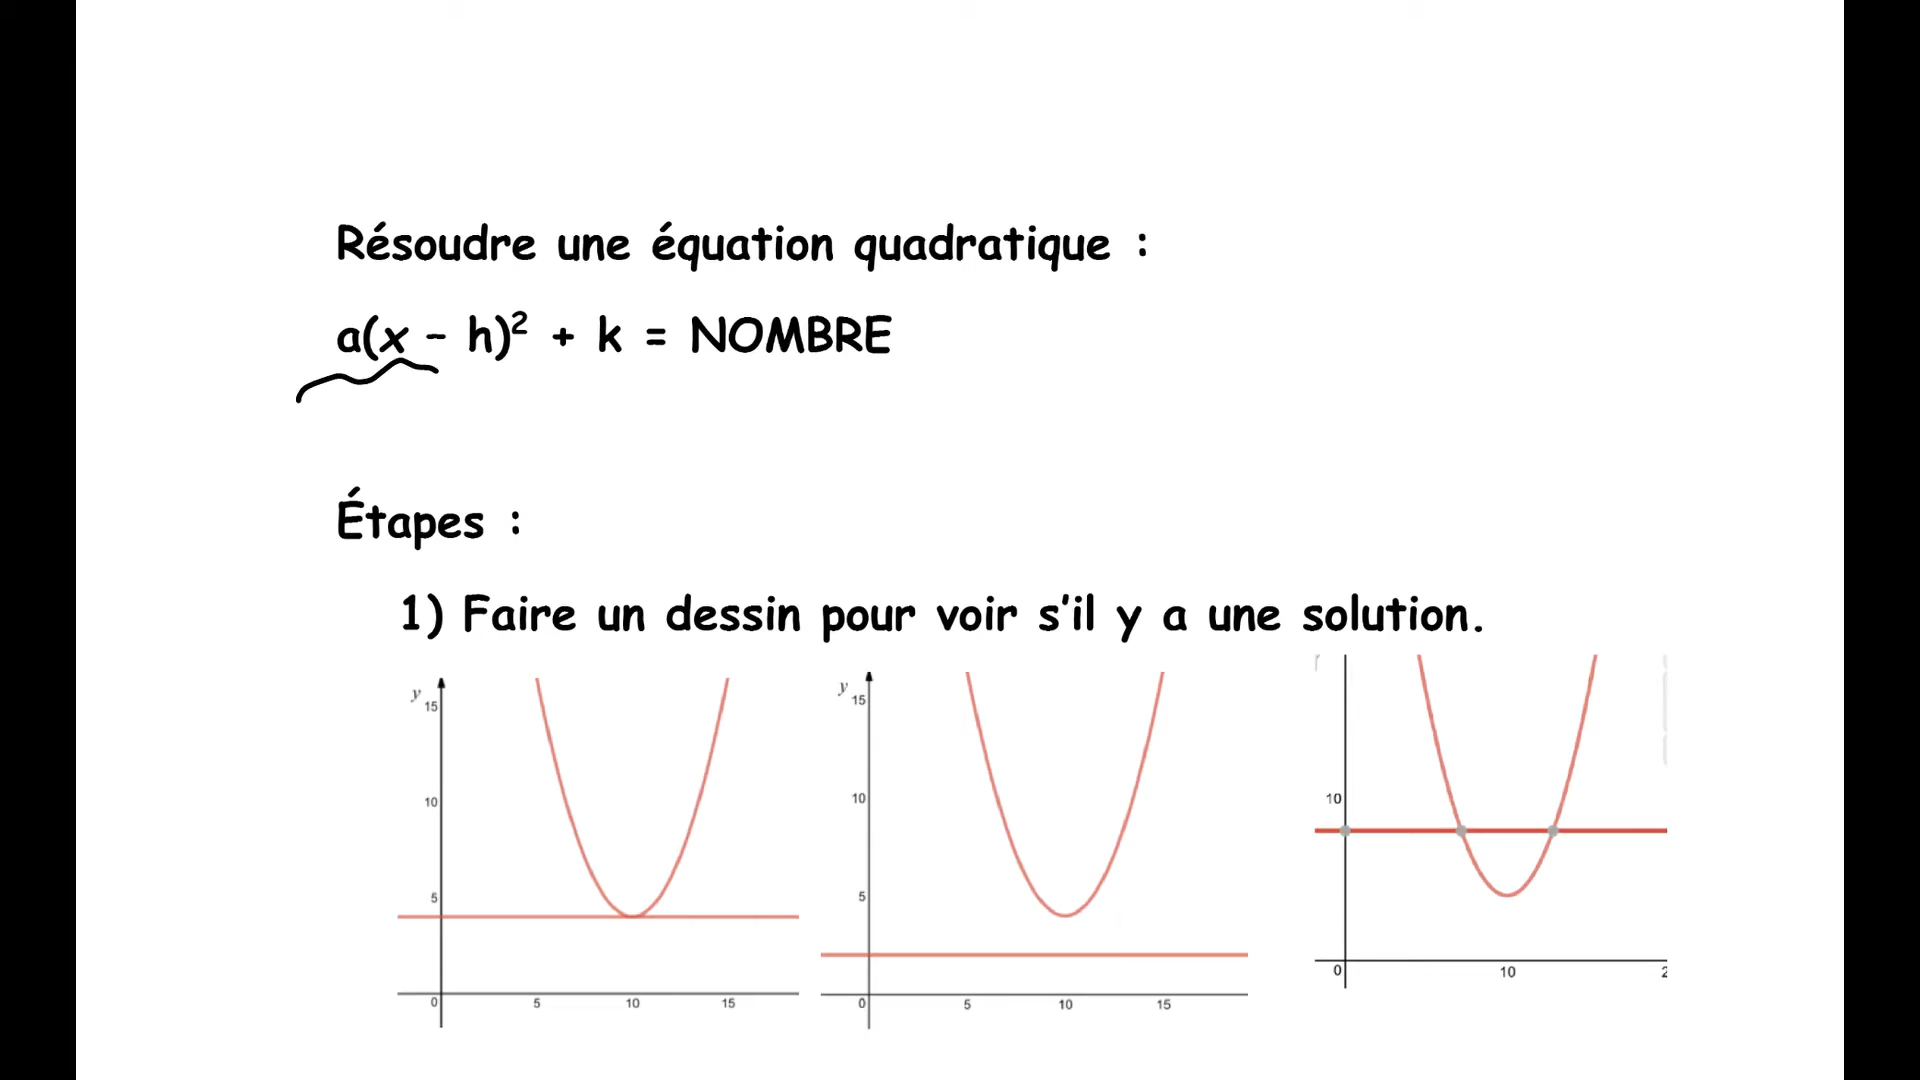 Résoudre une équation quadratique :
a(x – h)² + k = NOMBRE
Étapes :
1) Faire un dessin pour voir s'il y a une solution.
y
15
10
5
0 5 10 15
y
15
10
5
0 5 10 15
10
0 10 2